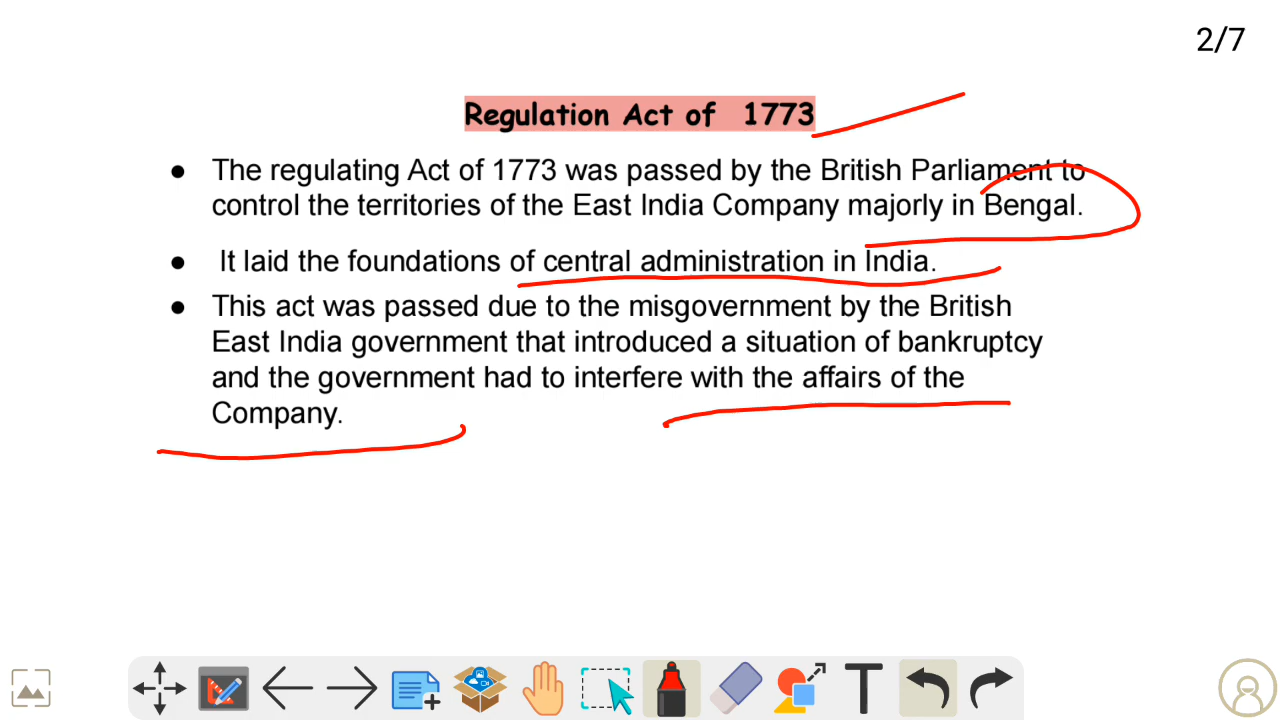 2/7
Regulation Act of 1773
● The regulating Act of 1773 was passed by the British Parliament to
control the territories of the East India Company majorly in Bengal.
● It laid the foundations of central administration in India.
● This act was passed due to the misgovernment by the British
East India government that introduced a situation of bankruptcy
and the government had to interfere with the affairs of the
Company.
T